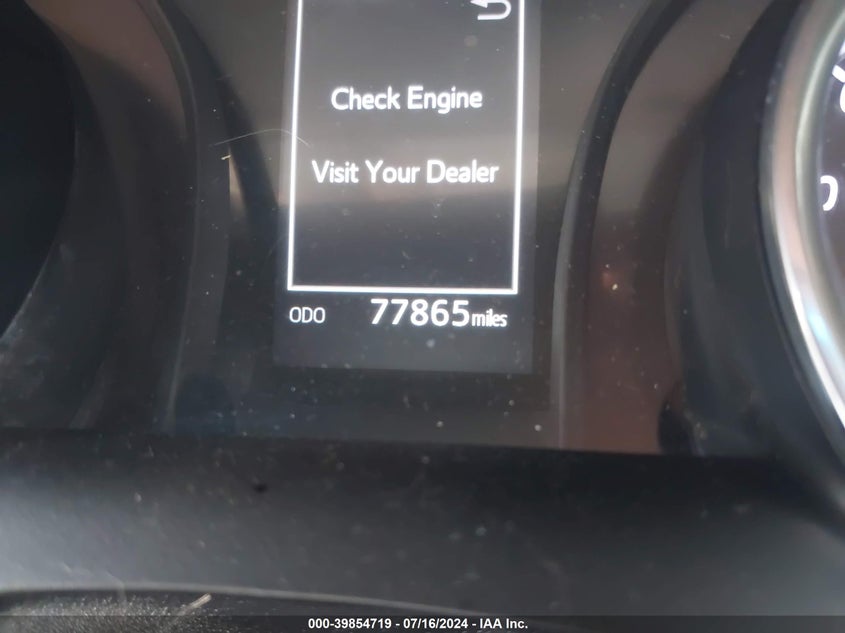 Check Engine
Visit Your Dealer
ODO 77865 miles
000-39854719 - 07/16/2024 - IAA Inc.